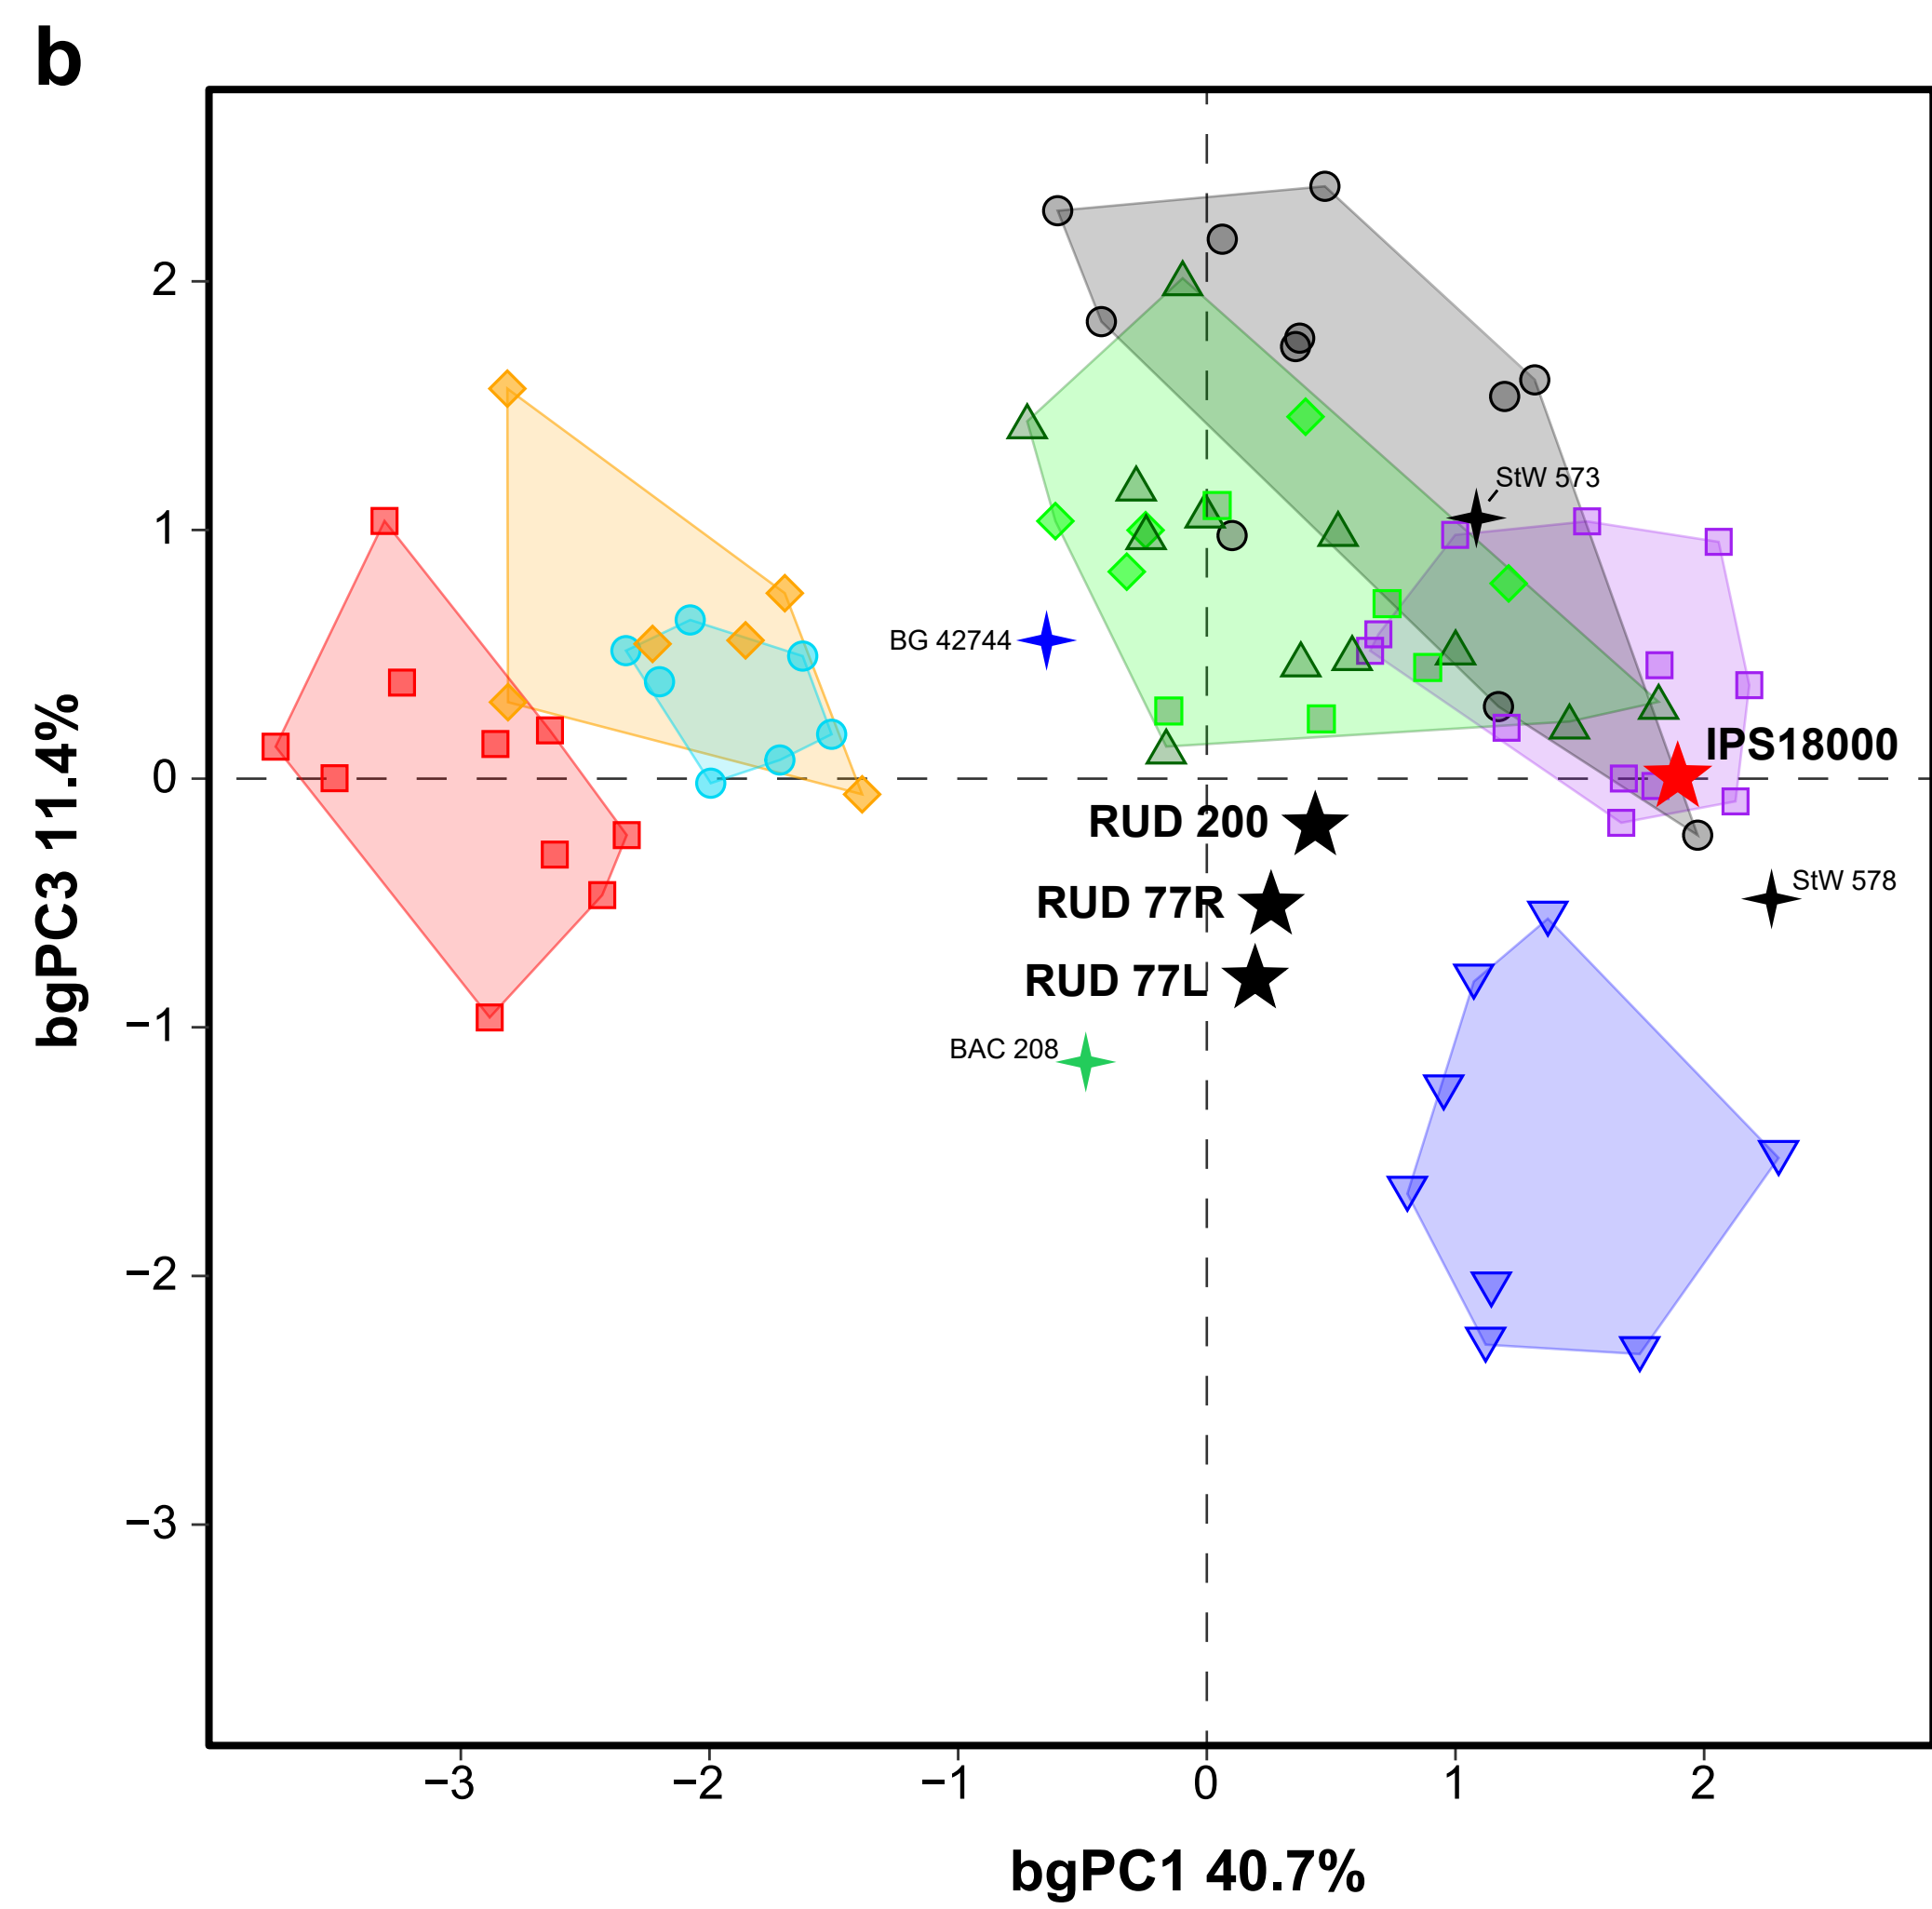 b
2
1
0
−1
−2
−3
bgPC3 11.4%
StW 573
BG 42744
IPS18000
RUD 200
StW 578
RUD 77R
RUD 77L
BAC 208
−3 −2 −1 0 1 2
bgPC1 40.7%